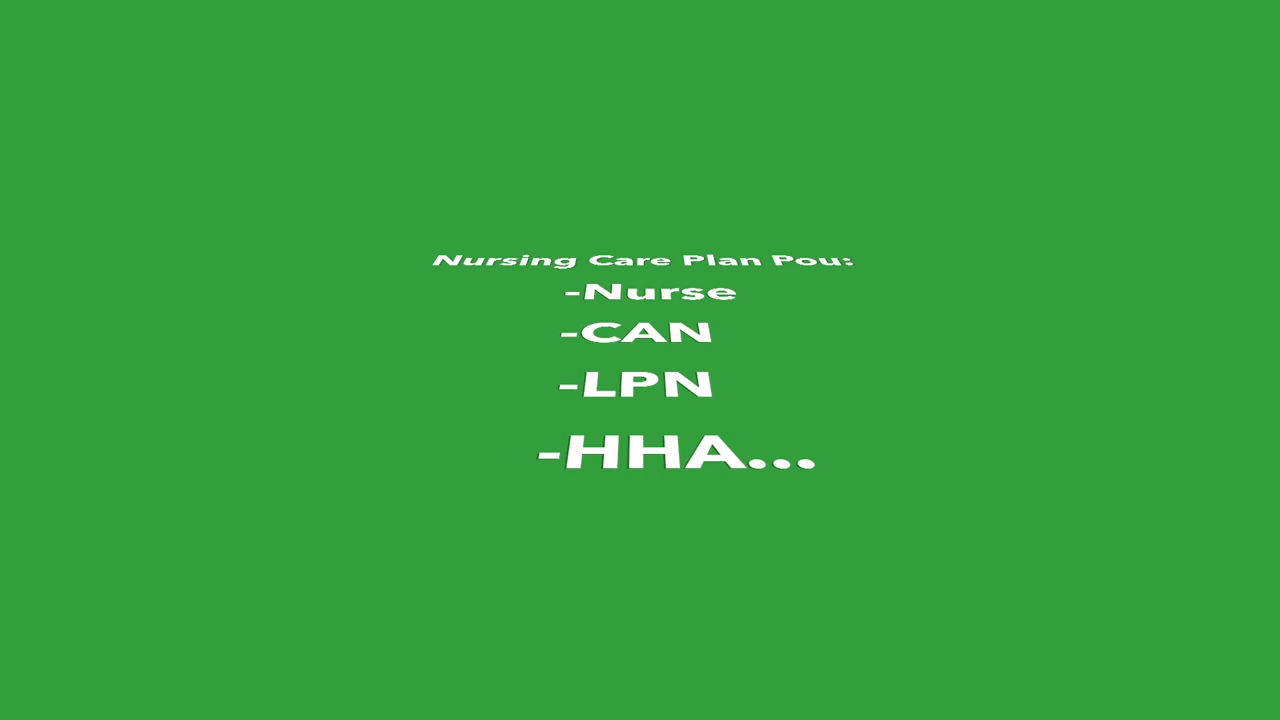 Nursing Care Plan Pou:
-Nurse
-CAN
-LPN
-HHA...